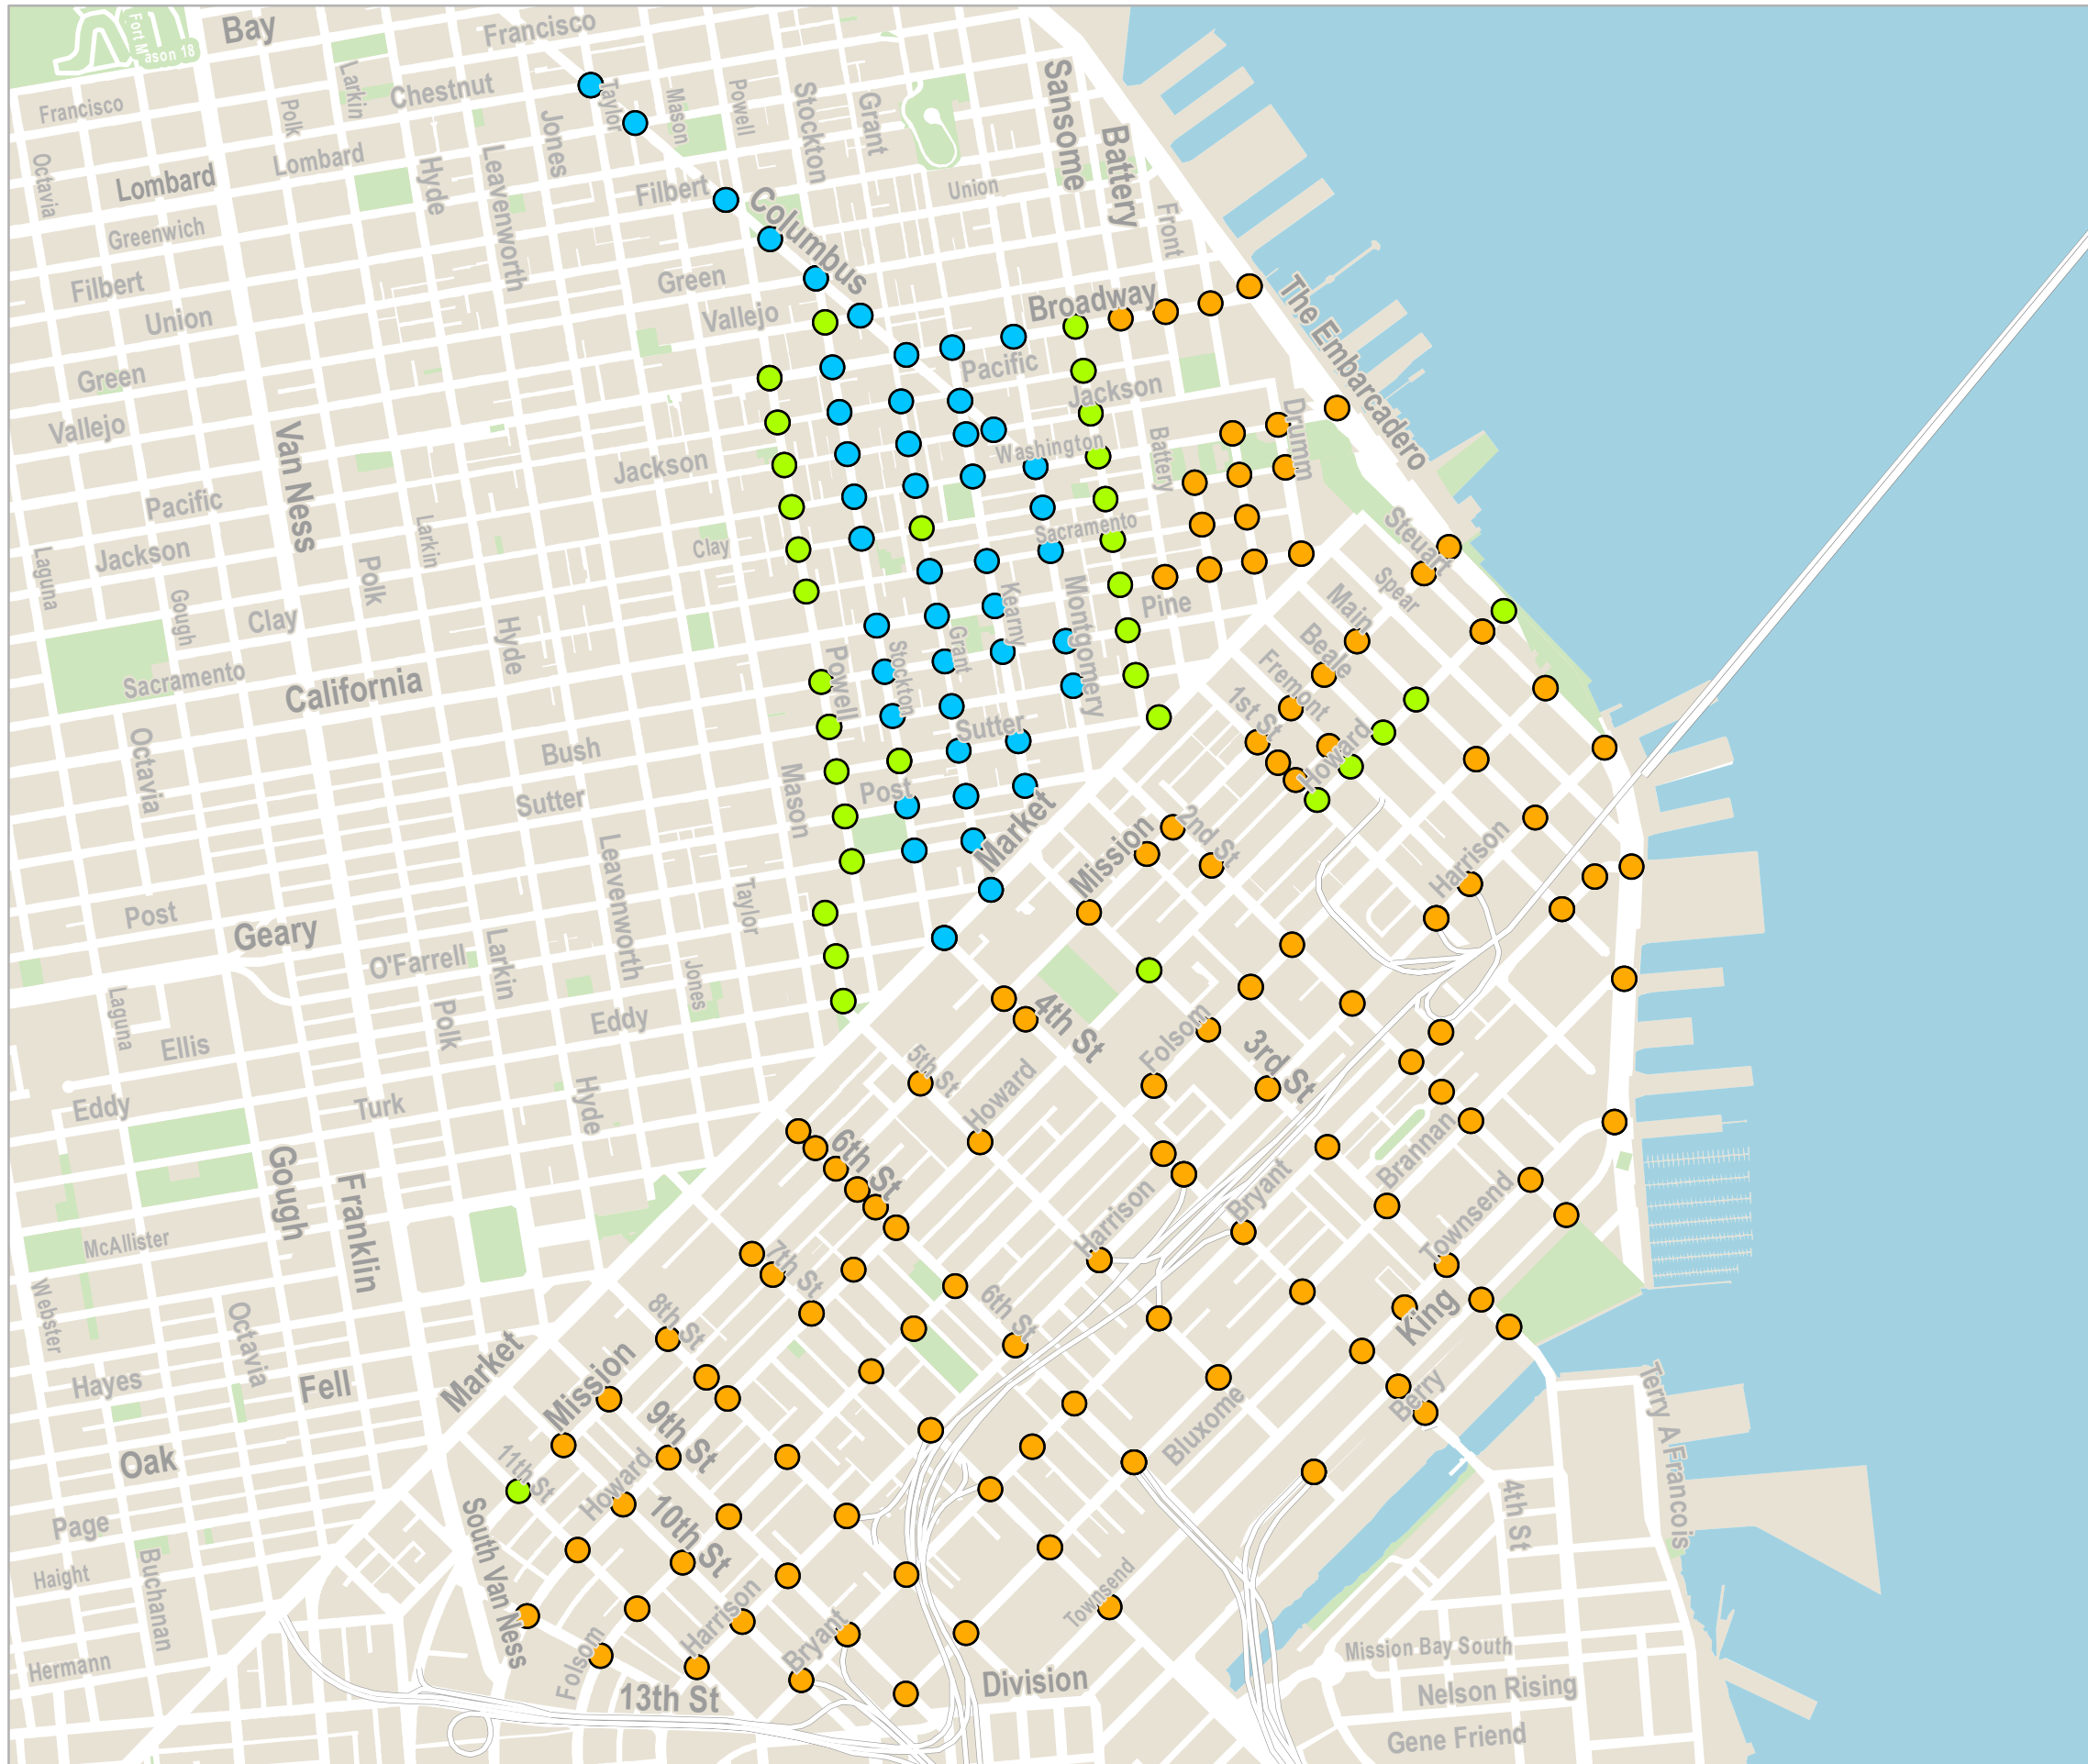 Bay
Francisco
Fort Mason 18
Francisco
Polk
Larkin
Chestnut
Jones
Taylor
Mason
Powell
Stockton
Grant
Sansome
Battery
Octavia
Lombard
Lombard
Hyde
Leavenworth
Filbert
Columbus
Union
Front
Greenwich
Filbert
Union
Green
Vallejo
Broadway
The Embarcadero
Green
Vallejo
Pacific
Jackson
Van Ness
Jackson
Washington
Battery
Drumm
Pacific
Jackson
Larkin
Clay
Sacramento
Steuart
Laguna
Gough
Polk
Clay
Hyde
Kearny
Montgomery
Pine
Main
Spear
Sacramento
California
Powell
Stockton
Grant
Beale
Fremont
1st St
Howard
Octavia
Bush
Sutter
Sutter
Mason
Post
Market
Mission
2nd St
Harrison
Post
Geary
O'Farrell
Larkin
Leavenworth
Taylor
Jones
Laguna
Ellis
Polk
Eddy
4th St
Folsom
3rd St
Eddy
Turk
Hyde
5th St
Howard
Brannan
Gough
Franklin
McAllister
6th St
Harrison
Bryant
Townsend
Webster
Octavia
7th St
8th St
6th St
King
Hayes
Fell
Market
Mission
9th St
Bluxome
Berry
Terry A Francois
Oak
11th St
Howard
10th St
4th St
Page
Haight
Buchanan
South Van Ness
Harrison
Bryant
Townsend
Hermann
Folsom
13th St
Division
Mission Bay South
Nelson Rising
Gene Friend